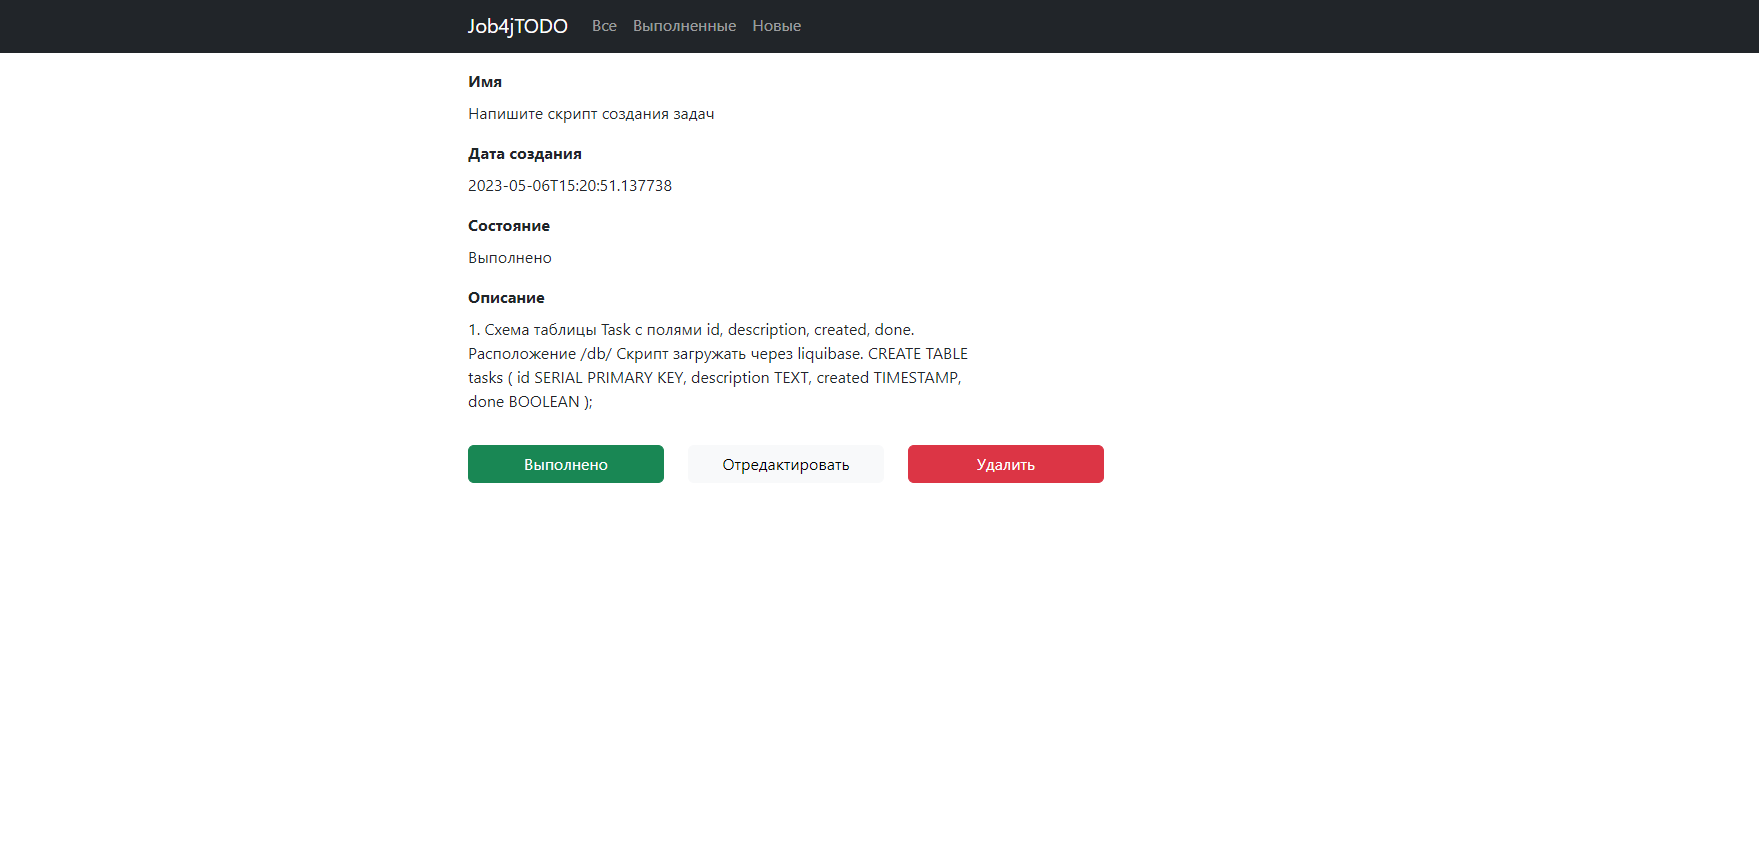 Job4jTODO Все Выполненные Новые
Имя
Напишите скрипт создания задач
Дата создания
2023-05-06T15:20:51.137738
Состояние
Выполнено
Описание
1. Схема таблицы Task с полями id, description, created, done.
Расположение /db/ Скрипт загружать через liquibase. CREATE TABLE
tasks ( id SERIAL PRIMARY KEY, description TEXT, created TIMESTAMP,
done BOOLEAN );
Выполнено Отредактировать Удалить